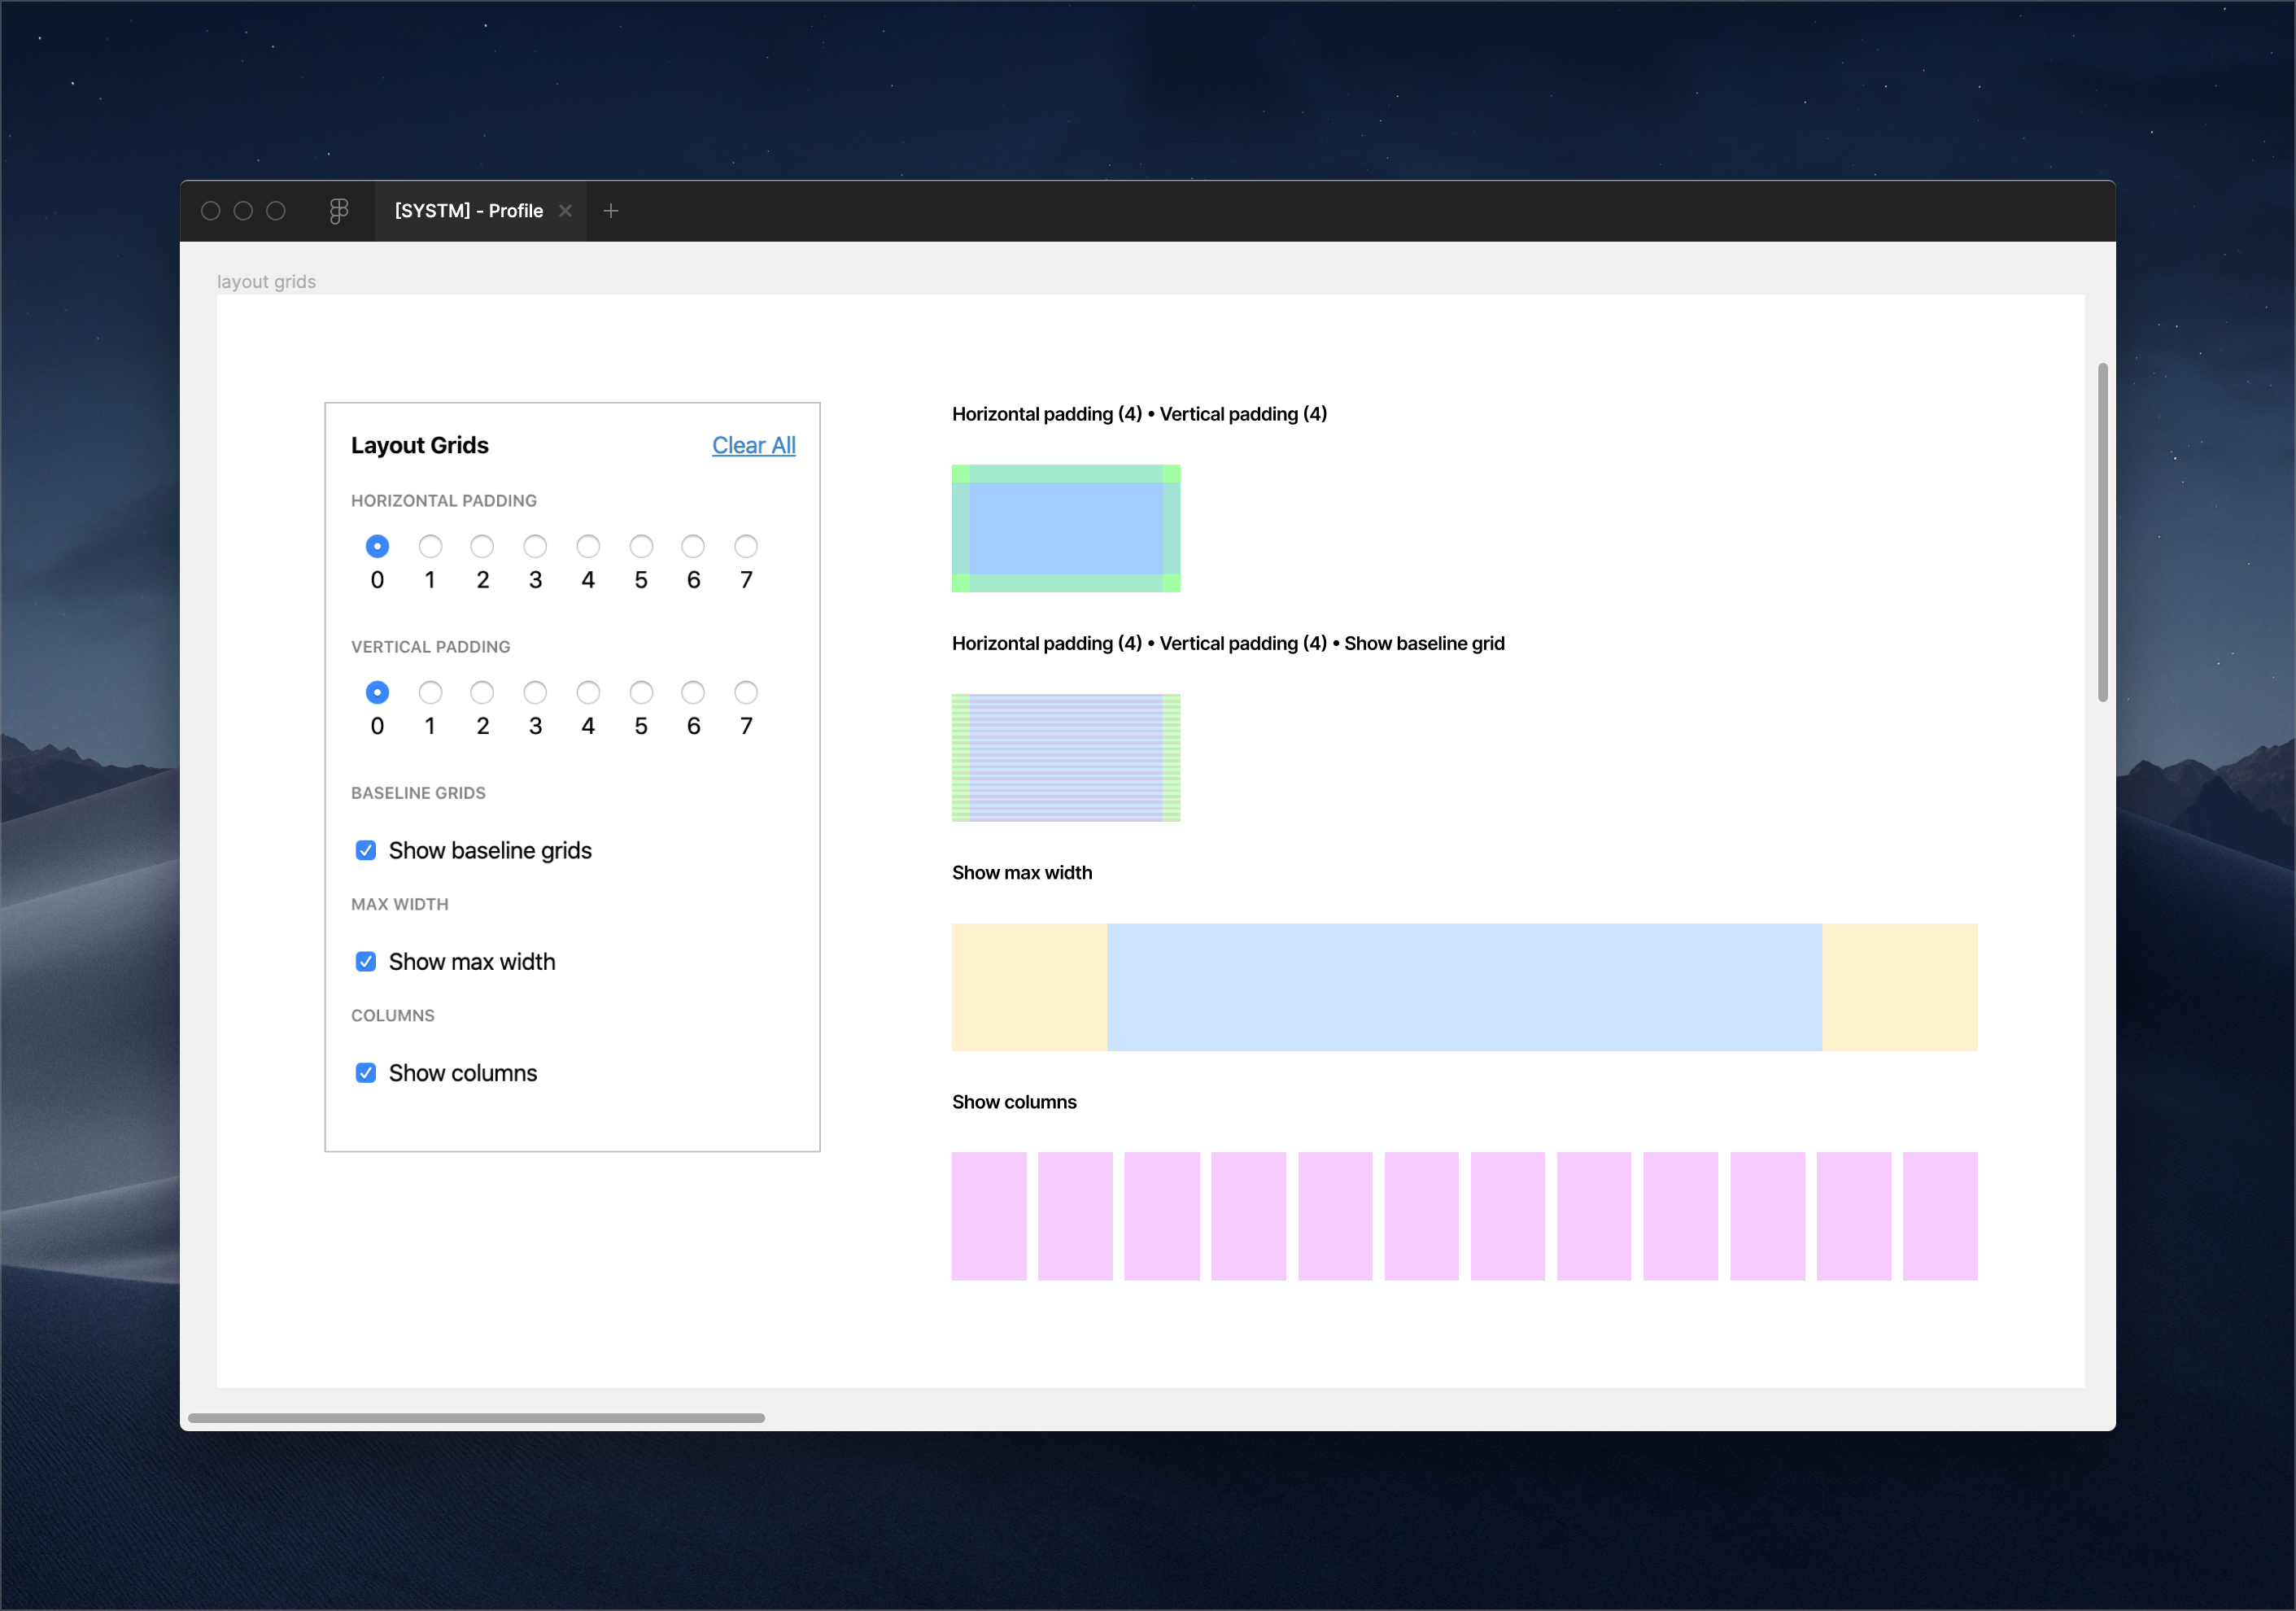 [SYSTM] - Profile
layout grids
Layout Grids
Clear All
HORIZONTAL PADDING
0 1 2 3 4 5 6 7
VERTICAL PADDING
0 1 2 3 4 5 6 7
BASELINE GRIDS
Show baseline grids
MAX WIDTH
Show max width
COLUMNS
Show columns
Horizontal padding (4) • Vertical padding (4)
Horizontal padding (4) • Vertical padding (4) • Show baseline grid
Show max width
Show columns